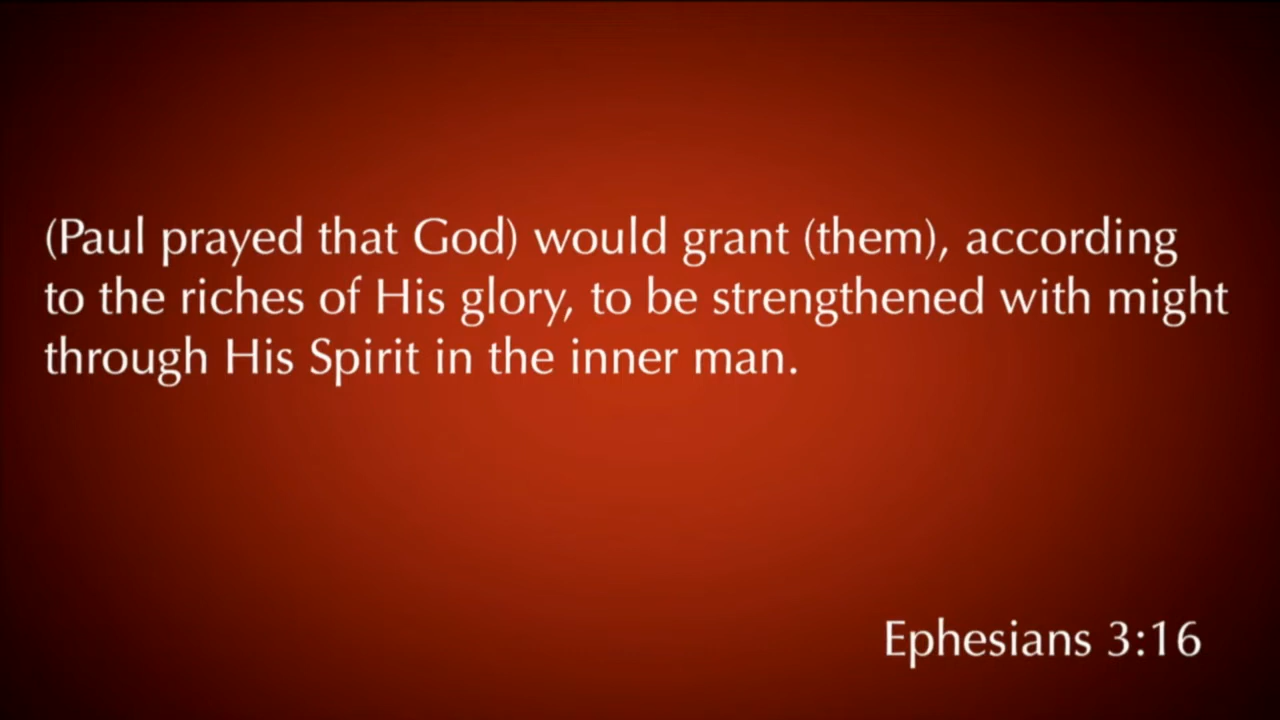 (Paul prayed that God) would grant (them), according
to the riches of His glory, to be strengthened with might
through His Spirit in the inner man.
Ephesians 3:16